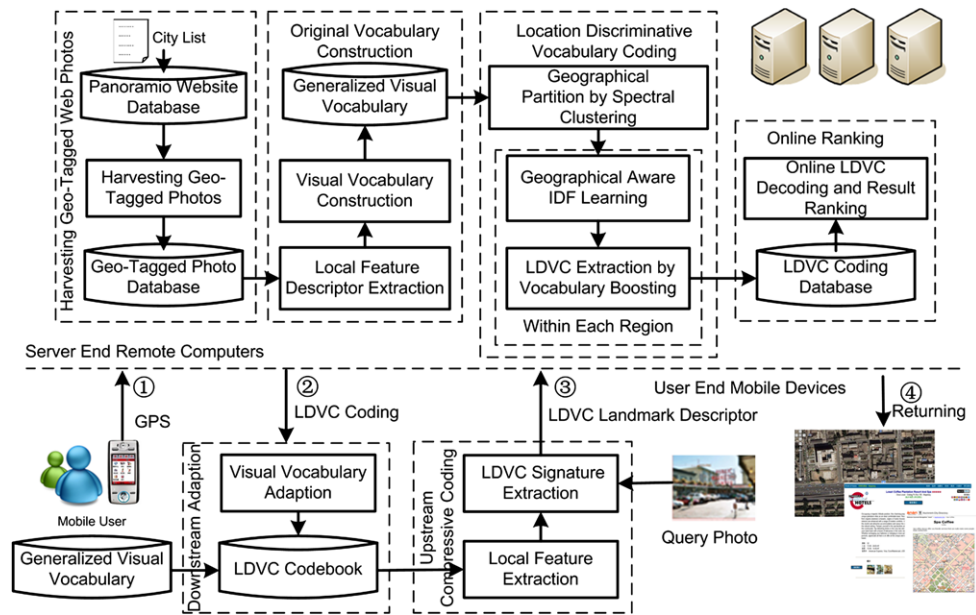 City List
Panoramio Website
Database
Harvesting Geo-
Tagged Photos
Geo-Tagged Photo
Database
Harvesting Geo-Tagged Web Photos
Original Vocabulary
Construction
Generalized Visual
Vocabulary
Visual Vocabulary
Construction
Local Feature
Descriptor Extraction
Location Discriminative
Vocabulary Coding
Geographical
Partition by Spectral
Clustering
Geographical Aware
IDF Learning
LDVC Extraction by
Vocabulary Boosting
Within Each Region
Online Ranking
Online LDVC
Decoding and Result
Ranking
LDVC Coding
Database
Server End Remote Computers
User End Mobile Devices
①
GPS
Mobile User
Generalized Visual
Vocabulary
②
LDVC Coding
Downstream Adaption
Visual Vocabulary
Adaption
LDVC Codebook
③
LDVC Landmark Descriptor
Upstream
Compressive Coding
LDVC Signature
Extraction
Local Feature
Extraction
Query Photo
④
Returning